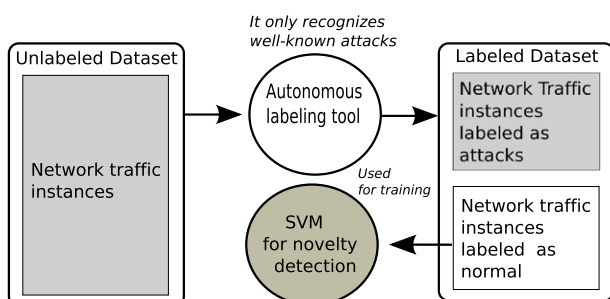 It only recognizes
well-known attacks
Unlabeled Dataset
Network traffic
instances
Autonomous
labeling tool
Labeled Dataset
Network Traffic
instances
labeled as
attacks
Used
for training
SVM
for novelty
detection
Network traffic
instances
labeled as
normal